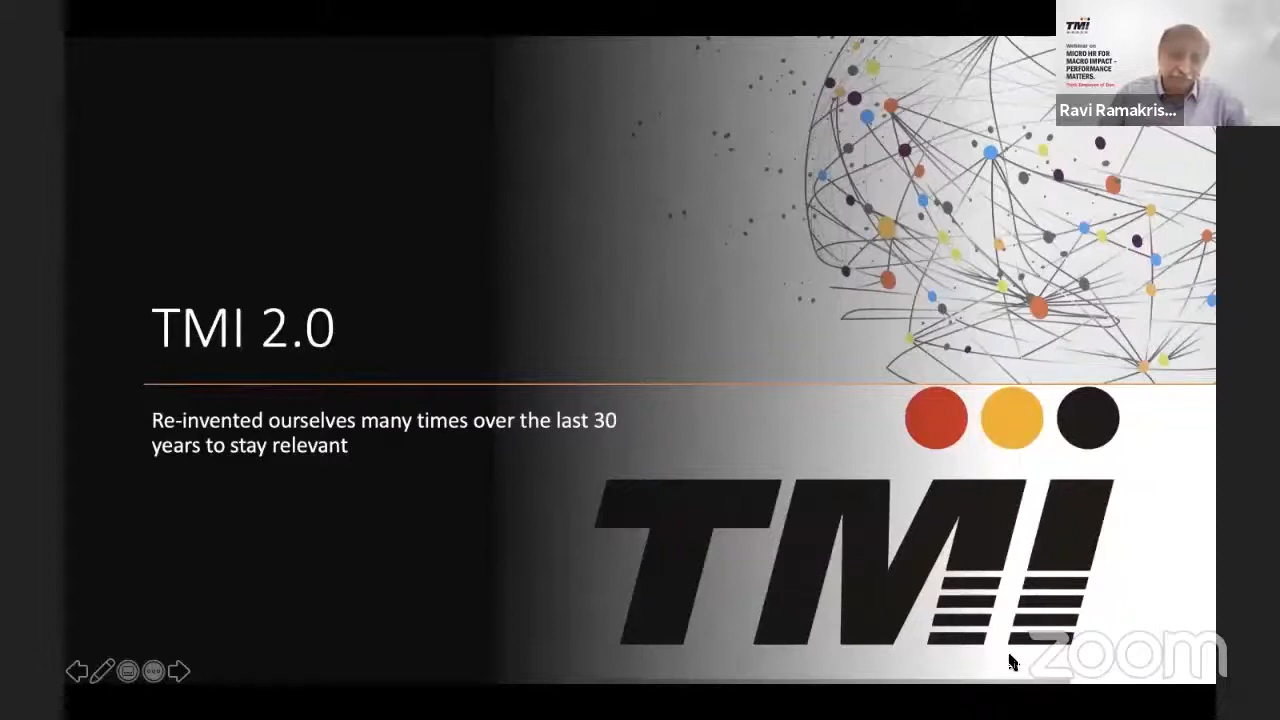 TMI
Webinar on
MICRO HR FOR
MACRO IMPACT -
PERFORMANCE
MATTERS.
Ravi Ramakris...
TMI 2.0
Re-invented ourselves many times over the last 30
years to stay relevant
TMI
zoom